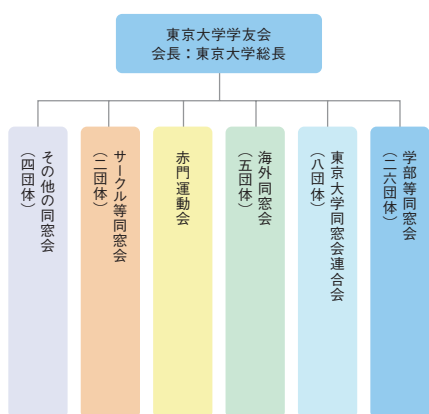 東京大学学友会
会長：東京大学総長
学部等同窓会
（二六団体）
東京大学同窓会連合会
（八団体）
海外同窓会
（五団体）
赤門運動会
サークル等同窓会
（二団体）
その他の同窓会
（四団体）